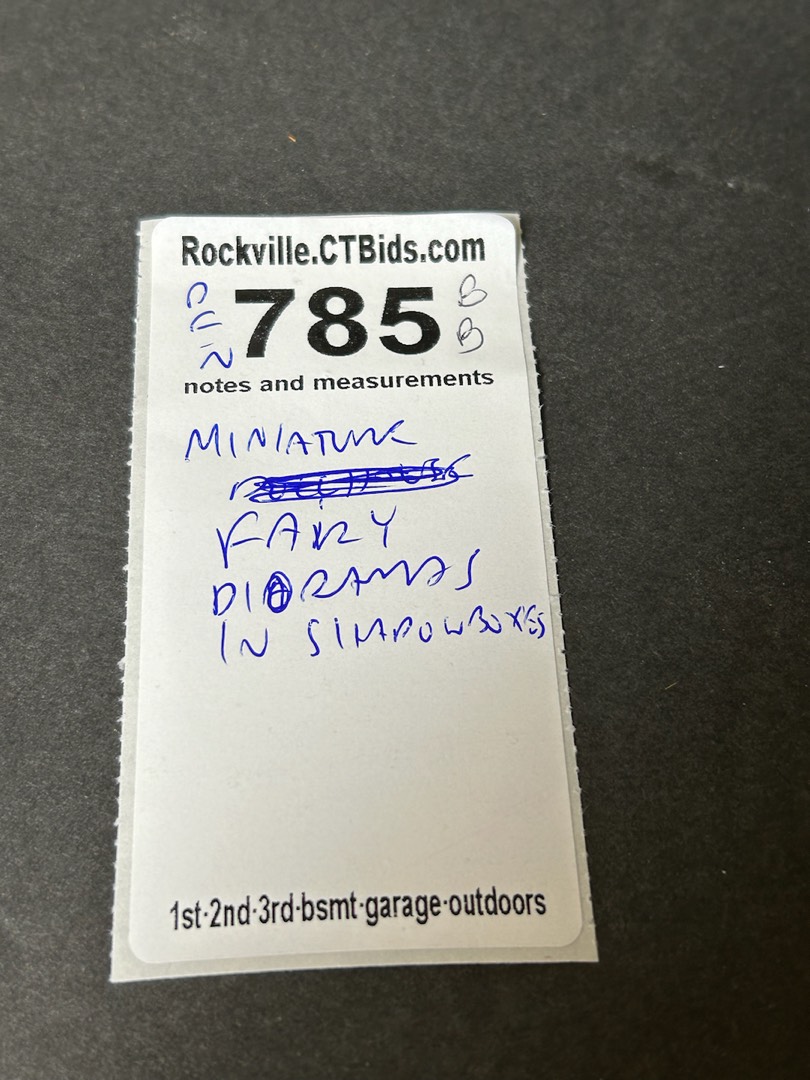 Rockville.CTBids.com
785
B
B
notes and measurements
MINIATURE
FAIRY
DIORAMAS
IN SHADOWBOXES
1st·2nd·3rd·bsmt·garage·outdoors